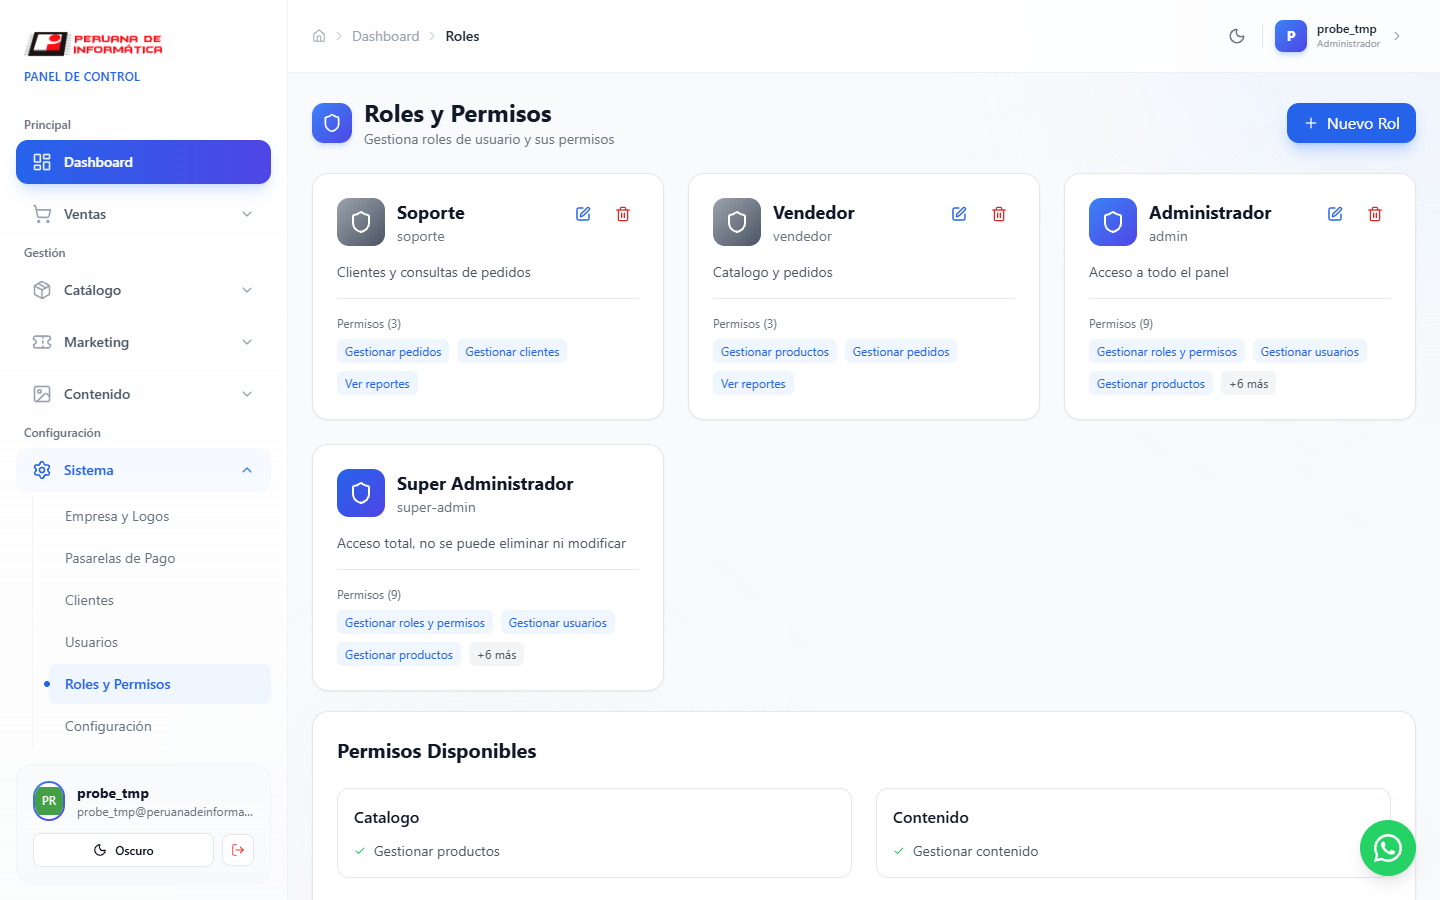 PERUANA DE
INFORMÁTICA
PANEL DE CONTROL
Principal
Dashboard
Ventas
Gestión
Catálogo
Marketing
Contenido
Configuración
Sistema
Empresa y Logos
Pasarelas de Pago
Clientes
Usuarios
Roles y Permisos
Configuración
PR
probe_tmp
probe_tmp@peruanadeinforma...
Oscuro
Dashboard
Roles
P
probe_tmp
Administrador
Roles y Permisos
Gestiona roles de usuario y sus permisos
Nuevo Rol
Soporte
soporte
Clientes y consultas de pedidos
Permisos (3)
Gestionar pedidos
Gestionar clientes
Ver reportes
Vendedor
vendedor
Catalogo y pedidos
Permisos (3)
Gestionar productos
Gestionar pedidos
Ver reportes
Administrador
admin
Acceso a todo el panel
Permisos (9)
Gestionar roles y permisos
Gestionar usuarios
Gestionar productos
+6 más
Super Administrador
super-admin
Acceso total, no se puede eliminar ni modificar
Permisos (9)
Gestionar roles y permisos
Gestionar usuarios
Gestionar productos
+6 más
Permisos Disponibles
Catalogo
Gestionar productos
Contenido
Gestionar contenido